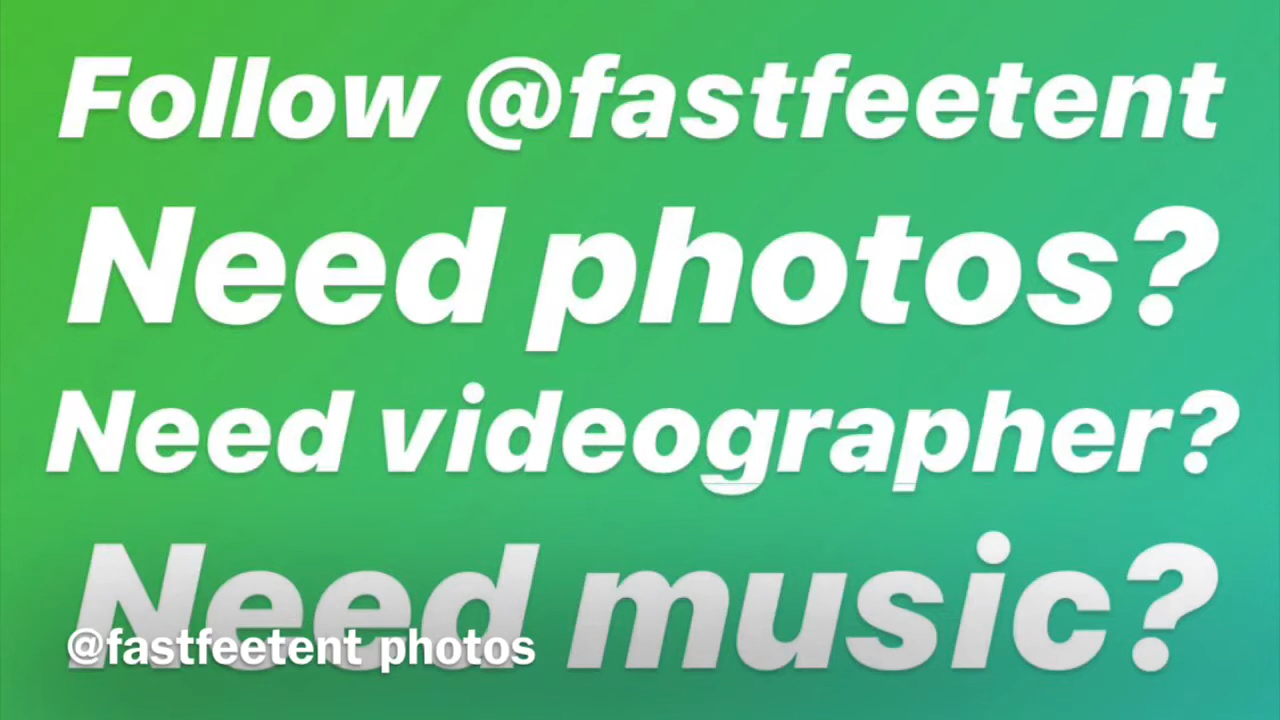 Follow @fastfeetent
Need photos?
Need videographer?
Need music?
@fastfeetent photos